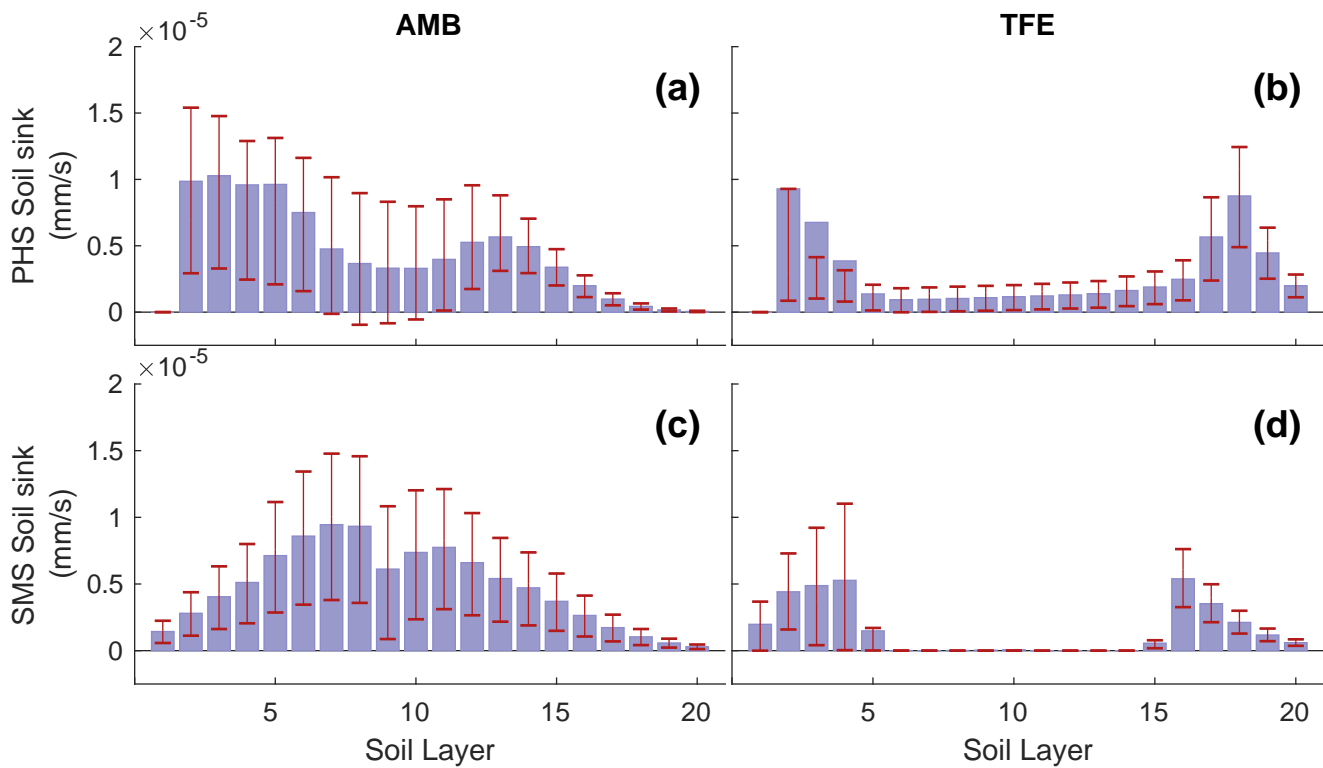 AMB
TFE
×10⁻⁵
2
1.5
1
0.5
0
PHS Soil sink
(mm/s)
(a)
(b)
×10⁻⁵
2
1.5
1
0.5
0
SMS Soil sink
(mm/s)
(c)
(d)
5
10
15
20
5
10
15
20
Soil Layer
Soil Layer